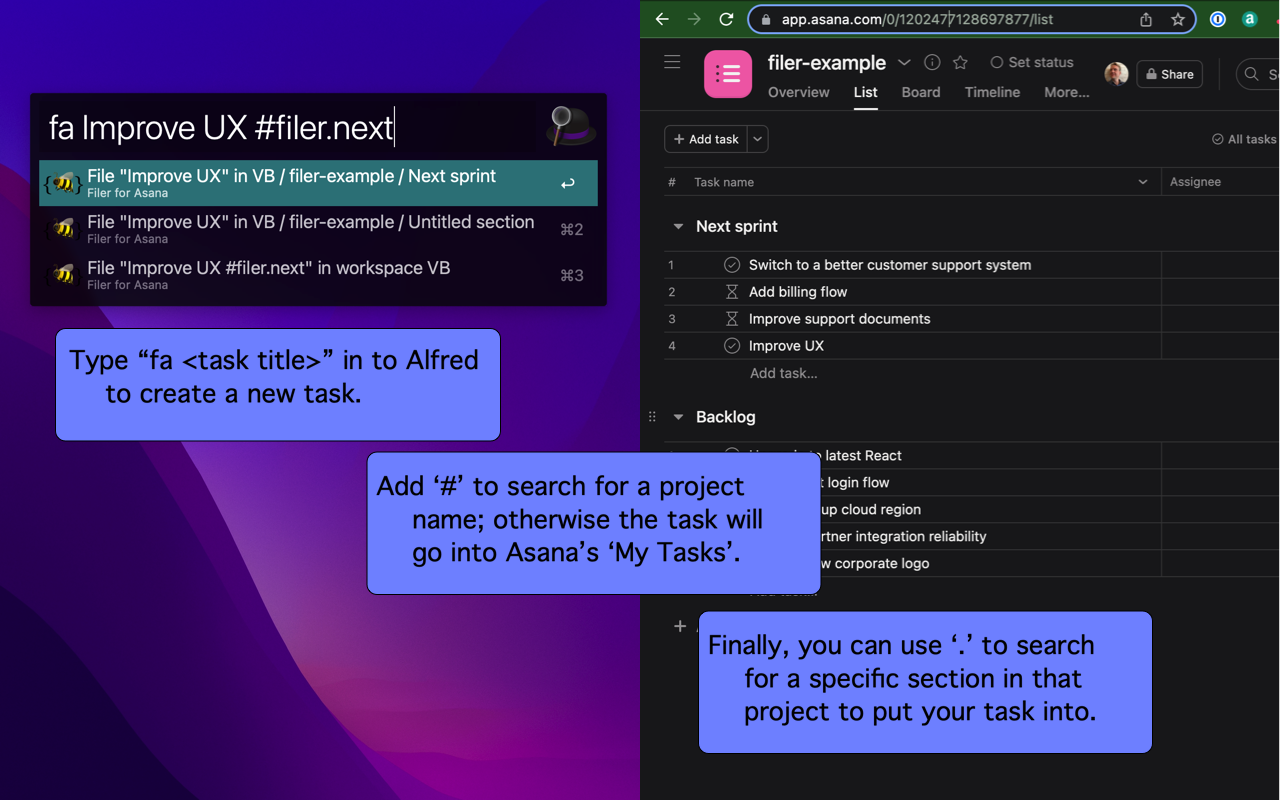 fa Improve UX #filer.next
File "Improve UX" in VB / filer-example / Next sprint
Filer for Asana
File "Improve UX" in VB / filer-example / Untitled section
Filer for Asana
⌘2
File "Improve UX #filer.next" in workspace VB
Filer for Asana
⌘3
Type “fa <task title>” in to Alfred
to create a new task.
Add ‘#’ to search for a project
name; otherwise the task will
go into Asana’s ‘My Tasks’.
Finally, you can use ‘.’ to search
for a specific section in that
project to put your task into.
app.asana.com/0/1202477128697877/list
filer-example
Set status
Share
Overview List Board Timeline More...
+ Add task
All tasks
# Task name Assignee
Next sprint
1 Switch to a better customer support system
2 Add billing flow
3 Improve support documents
4 Improve UX
Add task...
Backlog
latest React
login flow
up cloud region
integration reliability
corporate logo